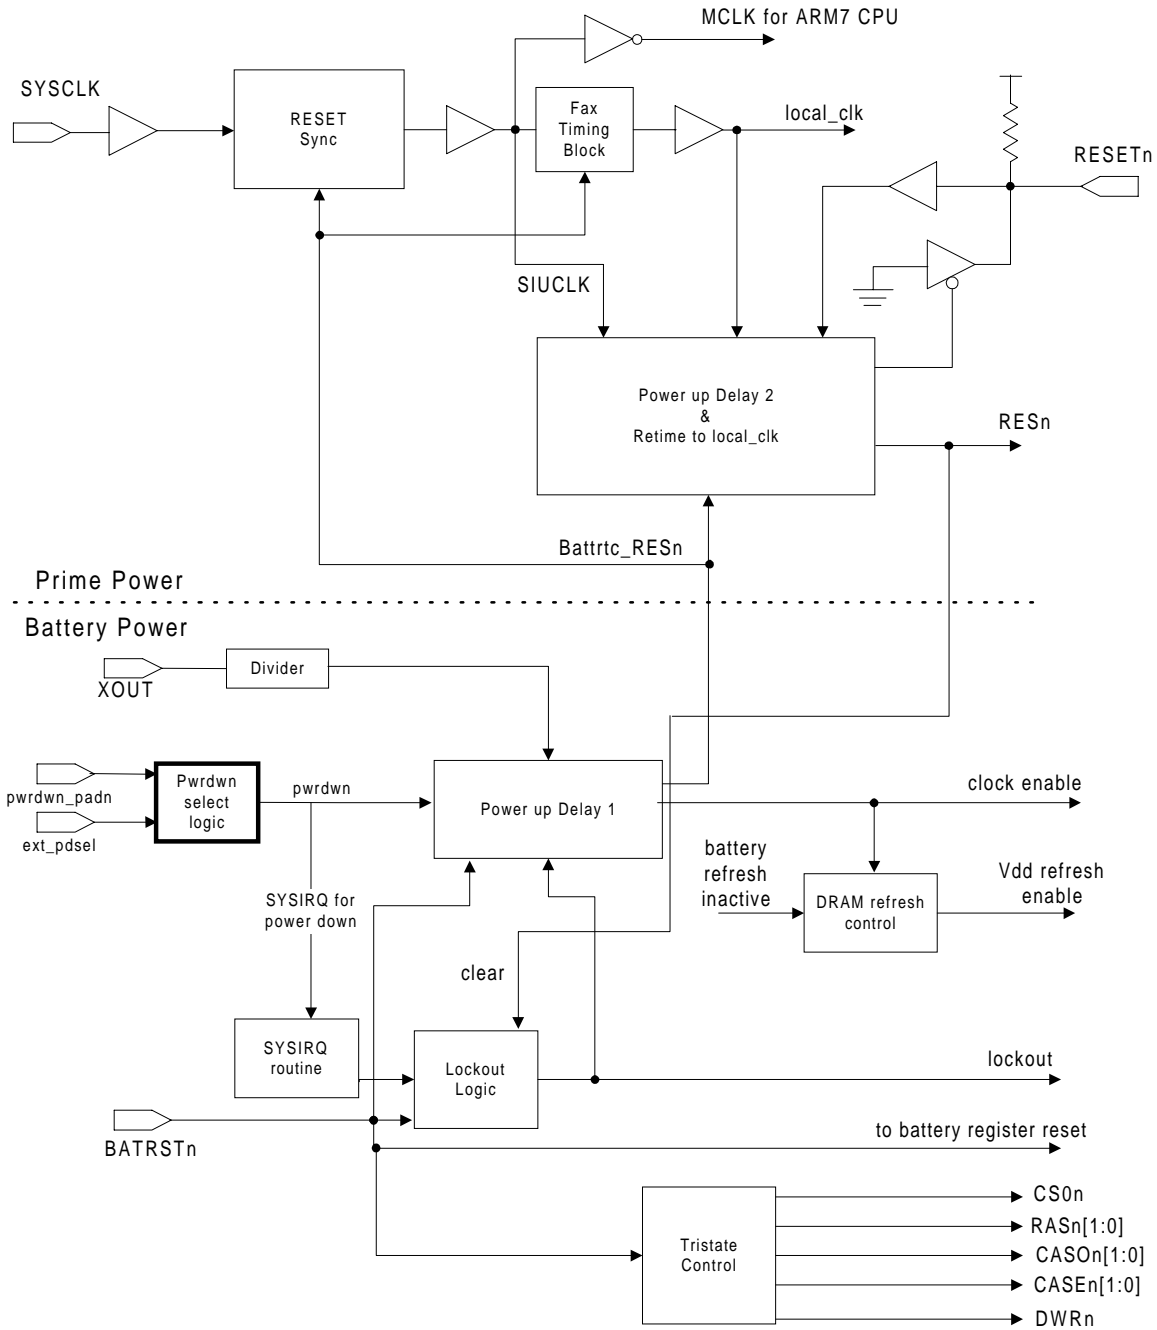 MCLK for ARM7 CPU
SYSCLK
RESET
Sync
Fax
Timing
Block
local_clk
RESETn
SIUCLK
Power up Delay 2
&
Retime to local_clk
RESn
Battrtc_RESn
Prime Power
Battery Power
XOUT
Divider
pwrdwn_padn
ext_pdsel
Pwrdwn
select
logic
pwrdwn
Power up Delay 1
clock enable
battery
refresh
inactive
DRAM refresh
control
Vdd refresh
enable
SYSIRQ for
power down
clear
SYSIRQ
routine
Lockout
Logic
lockout
BATRSTn
to battery register reset
Tristate
Control
CS0n
RASn[1:0]
CASOn[1:0]
CASEn[1:0]
DWRn